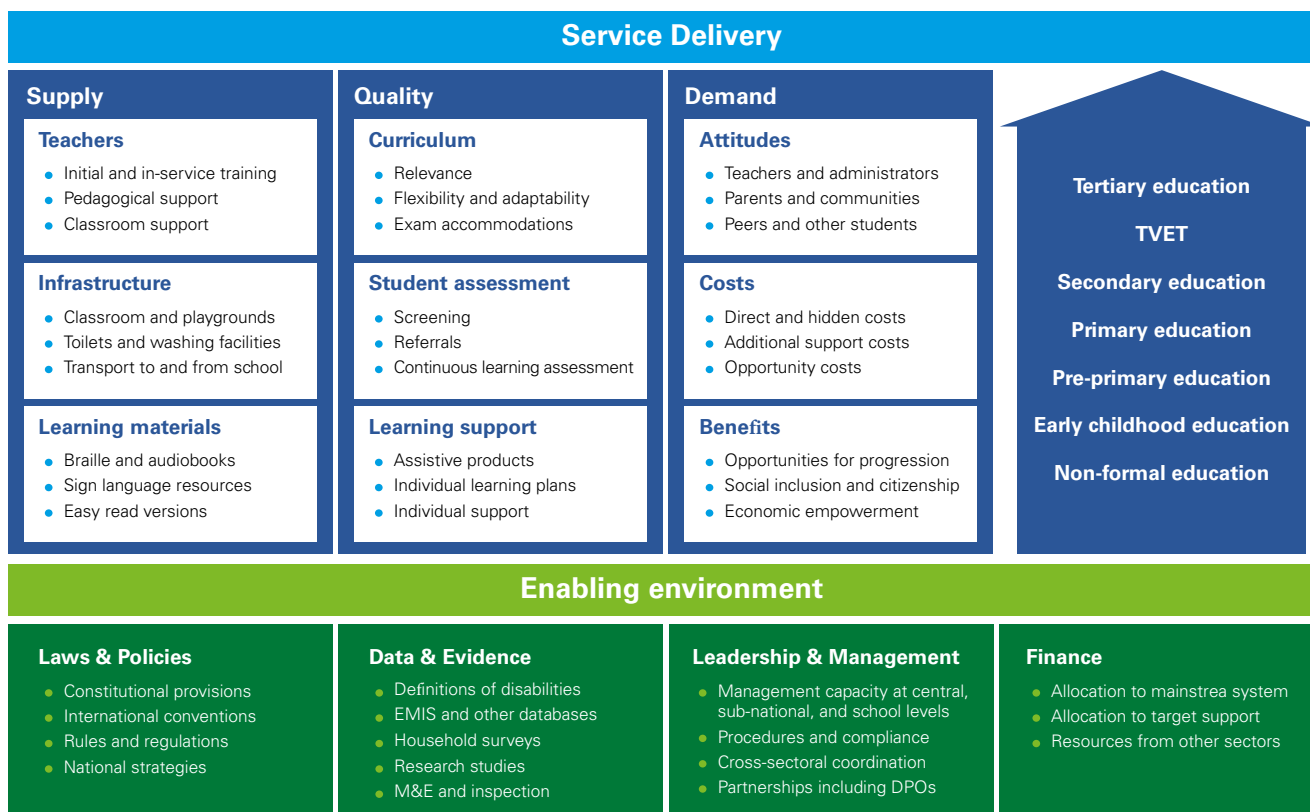 Service Delivery
Supply
Teachers
• Initial and in-service training
• Pedagogical support
• Classroom support
Infrastructure
• Classroom and playgrounds
• Toilets and washing facilities
• Transport to and from school
Learning materials
• Braille and audiobooks
• Sign language resources
• Easy read versions
Quality
Curriculum
• Relevance
• Flexibility and adaptability
• Exam accommodations
Student assessment
• Screening
• Referrals
• Continuous learning assessment
Learning support
• Assistive products
• Individual learning plans
• Individual support
Demand
Attitudes
• Teachers and administrators
• Parents and communities
• Peers and other students
Costs
• Direct and hidden costs
• Additional support costs
• Opportunity costs
Benefits
• Opportunities for progression
• Social inclusion and citizenship
• Economic empowerment
Tertiary education
TVET
Secondary education
Primary education
Pre-primary education
Early childhood education
Non-formal education
Enabling environment
Laws & Policies
• Constitutional provisions
• International conventions
• Rules and regulations
• National strategies
Data & Evidence
• Definitions of disabilities
• EMIS and other databases
• Household surveys
• Research studies
• M&E and inspection
Leadership & Management
• Management capacity at central,
sub-national, and school levels
• Procedures and compliance
• Cross-sectoral coordination
• Partnerships including DPOs
Finance
• Allocation to mainstrea system
• Allocation to target support
• Resources from other sectors